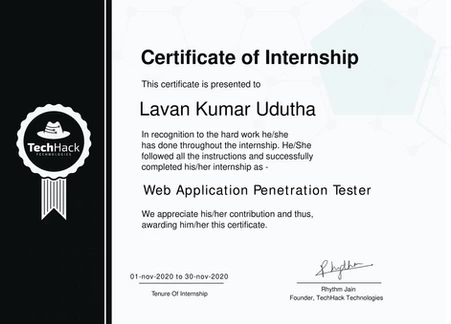 Certificate of Internship
This certificate is presented to
Lavan Kumar Udutha
In recognition to the hard work he/she
has done throughout the internship. He/She
followed all the instructions and successfully
completed his/her internship as -
TechHack
TECHNOLOGIES
Web Application Penetration Tester
We appreciate his/her contribution and thus,
awarding him/her this certificate.
01-nov-2020 to 30-nov-2020
Tenure Of Internship
Rhythm
Rhythm Jain
Founder, TechHack Technologies